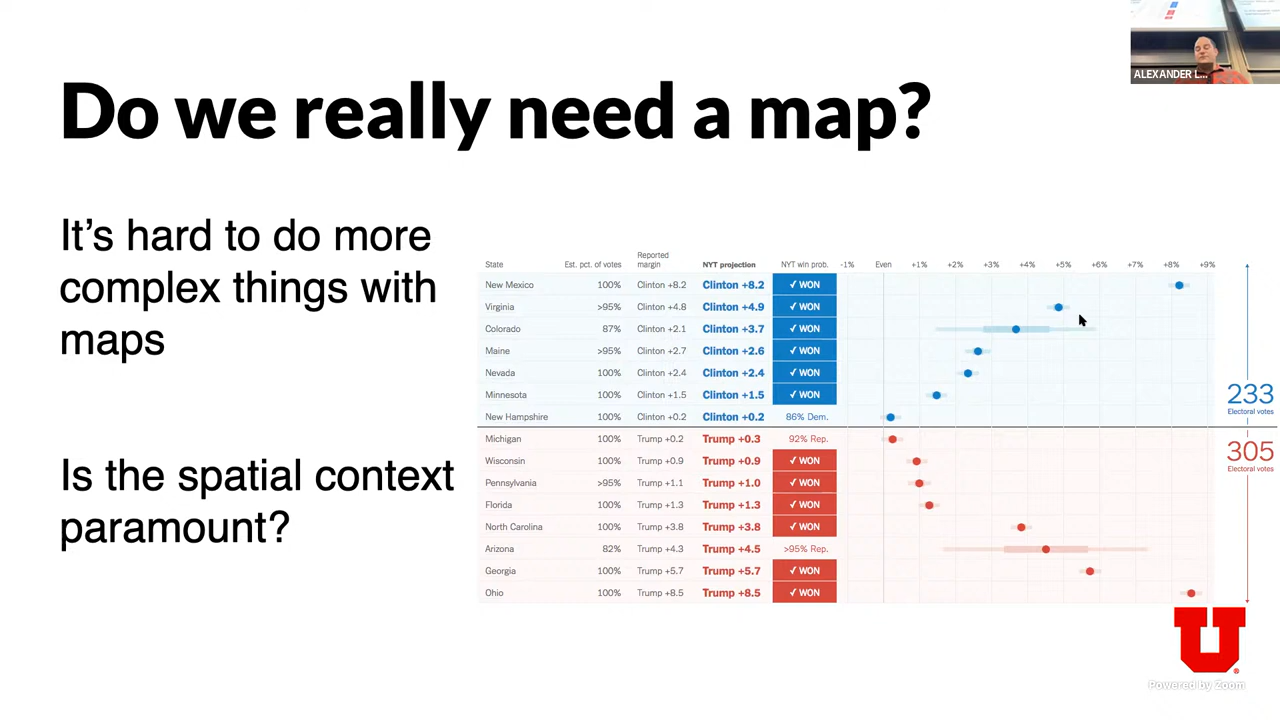 ALEXANDER L...
Do we really need a map?
It's hard to do more
complex things with
maps
Is the spatial context
paramount?
State Est. pct. of votes Reported margin NYT projection NYT win prob. -1% Even +1% +2% +3% +4% +5% +6% +7% +8% +9%
New Mexico 100% Clinton +8.2 Clinton +8.2 ✓ WON
Virginia >95% Clinton +4.8 Clinton +4.9 ✓ WON
Colorado 87% Clinton +2.1 Clinton +3.7 ✓ WON
Maine >95% Clinton +2.7 Clinton +2.6 ✓ WON
Nevada 100% Clinton +2.4 Clinton +2.4 ✓ WON
Minnesota 100% Clinton +1.5 Clinton +1.5 ✓ WON
New Hampshire 100% Clinton +0.2 Clinton +0.2 86% Dem.
Michigan 100% Trump +0.2 Trump +0.3 92% Rep.
Wisconsin 100% Trump +0.9 Trump +0.9 ✓ WON
Pennsylvania >95% Trump +1.1 Trump +1.0 ✓ WON
Florida 100% Trump +1.3 Trump +1.3 ✓ WON
North Carolina 100% Trump +3.8 Trump +3.8 ✓ WON
Arizona 82% Trump +4.3 Trump +4.5 >95% Rep.
Georgia 100% Trump +5.7 Trump +5.7 ✓ WON
Ohio 100% Trump +8.5 Trump +8.5 ✓ WON
233
Electoral votes
305
Electoral votes
U
Powered by Zoom